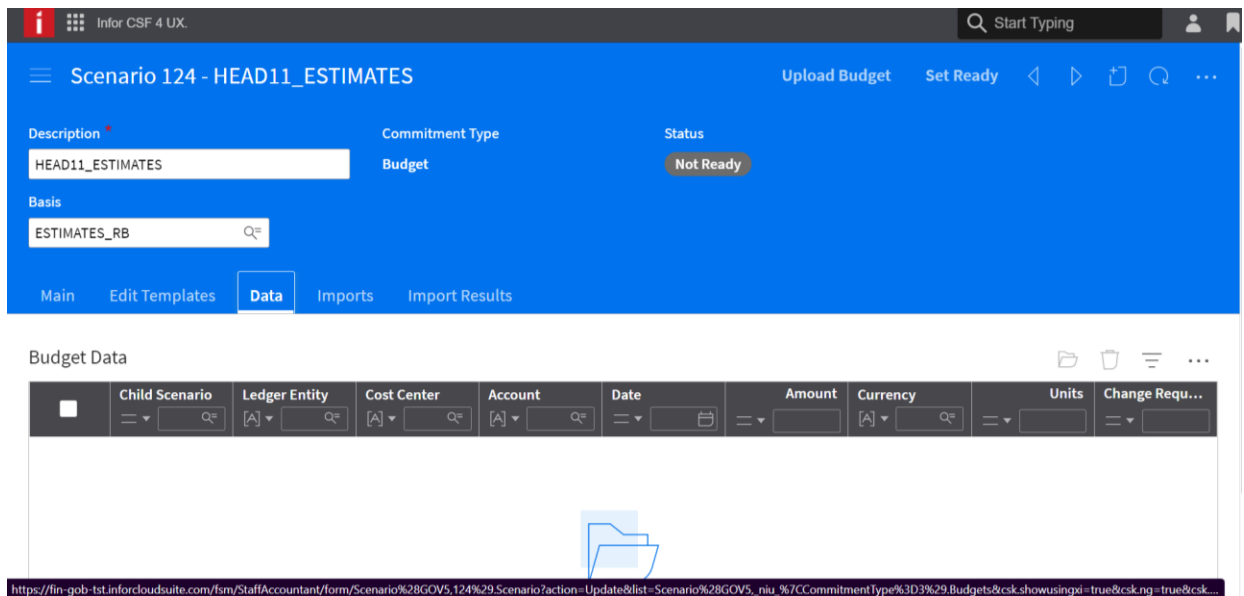 Infor CSF 4 UX.
Start Typing
Scenario 124 - HEAD11_ESTIMATES
Upload Budget Set Ready
Description * Commitment Type Status
HEAD11_ESTIMATES Budget Not Ready
Basis
ESTIMATES_RB
Main Edit Templates Data Imports Import Results
Budget Data
Child Scenario Ledger Entity Cost Center Account Date Amount Currency Units Change Requ...
[A] [A] [A] [A]
https://fin-gob-tst.inforcloudsuite.com/fsm/StaffAccountant/form/Scenario%28GOV5,124%29.Scenario?action=Update&list=Scenario%28GOV5,_niu_%7CCommitmentType%3D3%29.Budgets&csk.showusingxi=true&csk.ng=true&csk....